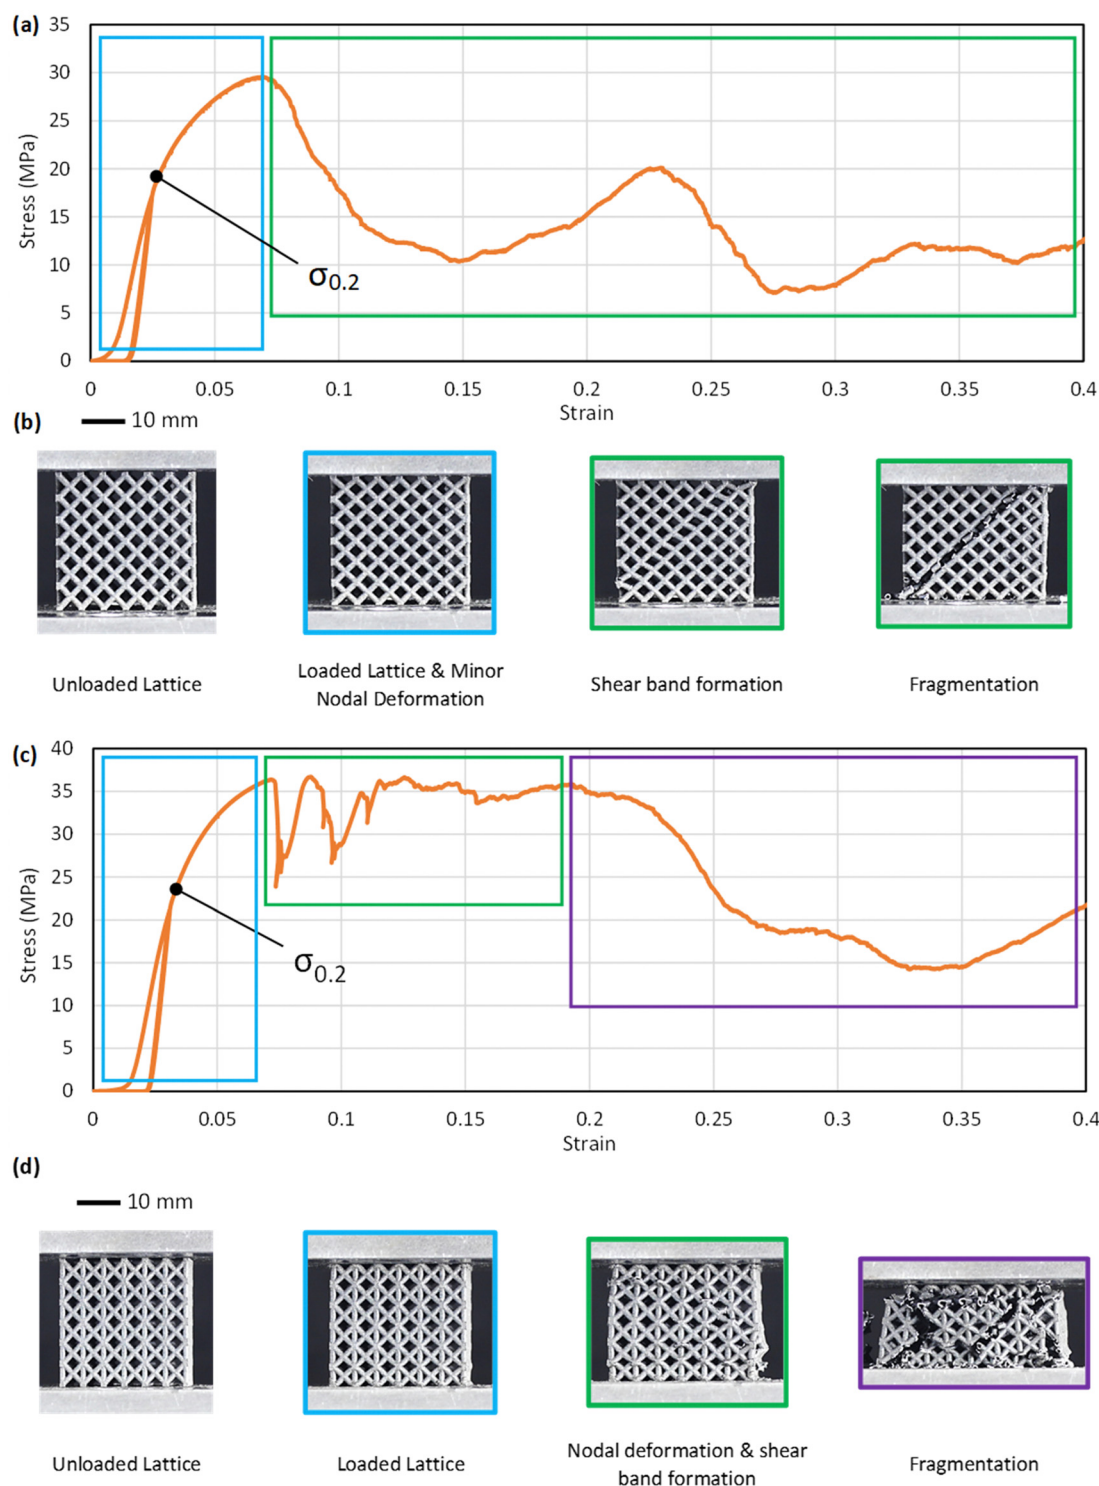 (a)
35
30
25
20
15
10
5
0
Stress (MPa)
σ0.2
0 0.05 0.1 0.15 0.2 0.25 0.3 0.35 0.4
Strain
(b)
10 mm
Unloaded Lattice
Loaded Lattice & Minor
Nodal Deformation
Shear band formation
Fragmentation
(c)
40
35
30
25
20
15
10
5
0
Stress (MPa)
σ0.2
0 0.05 0.1 0.15 0.2 0.25 0.3 0.35 0.4
Strain
(d)
10 mm
Unloaded Lattice
Loaded Lattice
Nodal deformation & shear
band formation
Fragmentation